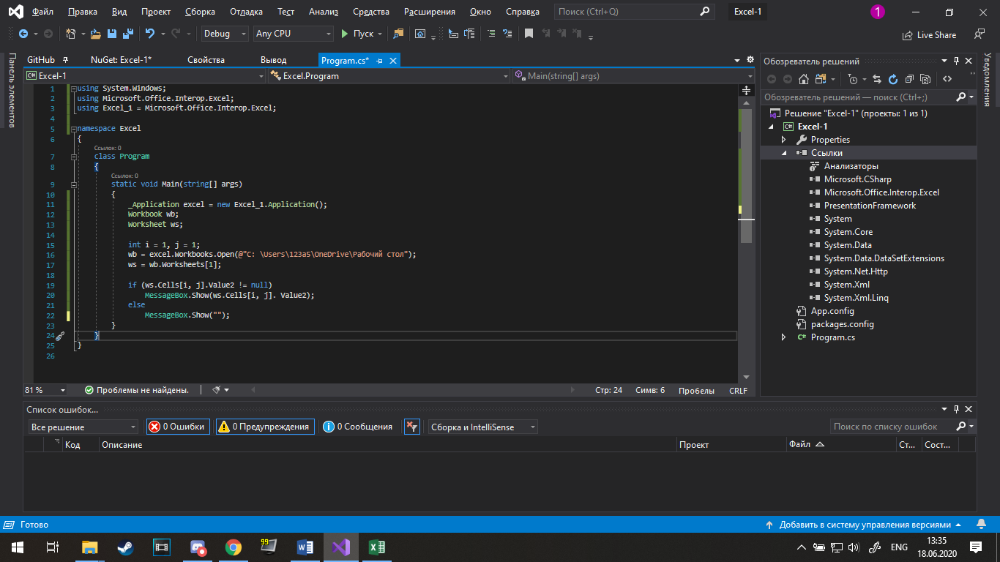 Файл Правка Вид Проект Сборка Отладка Тест Анализ Средства Расширения Окно Справка Поиск (Ctrl+Q) Excel-1 1
Debug Any CPU Пуск Live Share
Панель элементов
GitHub NuGet: Excel-1* Свойства Вывод Program.cs*
Excel-1 Excel.Program Main(string[] args)
1 using System.Windows;
2 using Microsoft.Office.Interop.Excel;
3 using Excel_1 = Microsoft.Office.Interop.Excel;
4
5 namespace Excel
6 {
Ссылок: 0
7 class Program
8 {
Ссылок: 0
9 static void Main(string[] args)
10 {
11 _Application excel = new Excel_1.Application();
12 Workbook wb;
13 Worksheet ws;
14
15 int i = 1, j = 1;
16 wb = excel.Workbooks.Open(@"C: \Users\123a5\OneDrive\Рабочий стол");
17 ws = wb.Worksheets[1];
18
19 if (ws.Cells[i, j].Value2 != null)
20 MessageBox.Show(ws.Cells[i, j]. Value2);
21 else
22 MessageBox.Show("");
23 }
24 }
25 }
26
81 % Проблемы не найдены. Стр: 24 Симв: 6 Пробелы CRLF
Обозреватель решений
Обозреватель решений — поиск (Ctrl+;)
Решение "Excel-1" (проекты: 1 из 1)
Excel-1
Properties
Ссылки
Анализаторы
Microsoft.CSharp
Microsoft.Office.Interop.Excel
PresentationFramework
System
System.Core
System.Data
System.Data.DataSetExtensions
System.Net.Http
System.Xml
System.Xml.Linq
App.config
packages.config
C# Program.cs
Уведомления
Список ошибок...
Все решение 0 Ошибки 0 Предупреждения 0 Сообщения Сборка и IntelliSense Поиск по списку ошибок
Код Описание Проект Файл Ст... Сост...
Готово Добавить в систему управления версиями
99 ENG 13:35
18.06.2020